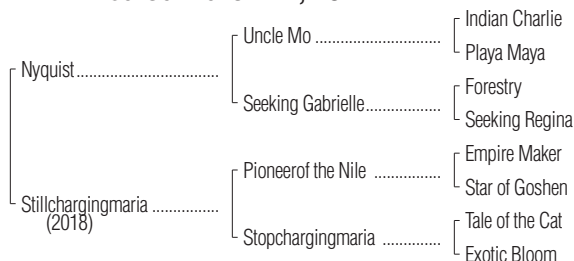 Indian Charlie
Uncle Mo ........................................
Playa Maya
Nyquist ..............................................
Forestry
Seeking Gabrielle ........................
Seeking Regina
Empire Maker
Pioneerof the Nile .....................
Star of Goshen
Stillchargingmaria .....................
(2018)
Tale of the Cat
Stopchargingmaria ....................
Exotic Bloom